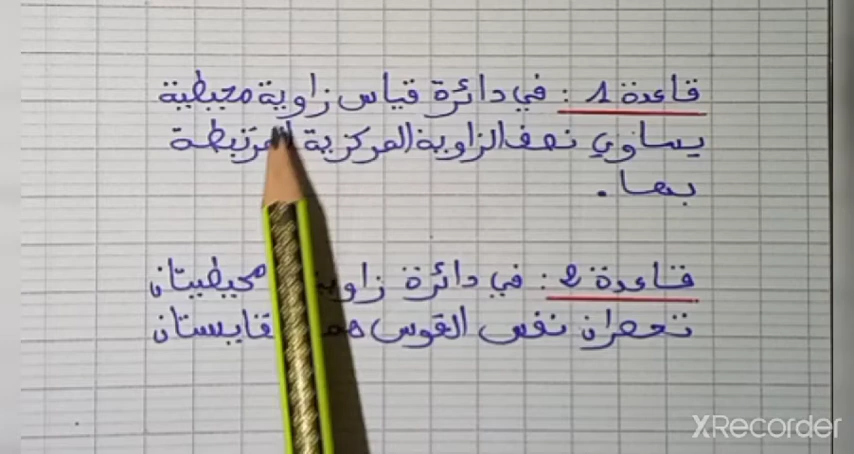 قاعدة 1 : في دائرة قياس زاوية محيطية
يساوي نصف الزاوية المركزية المرتبطة
بها .
قاعدة 2 : في دائرة محيطيتان
تحصران نفس القوس
XRecorder